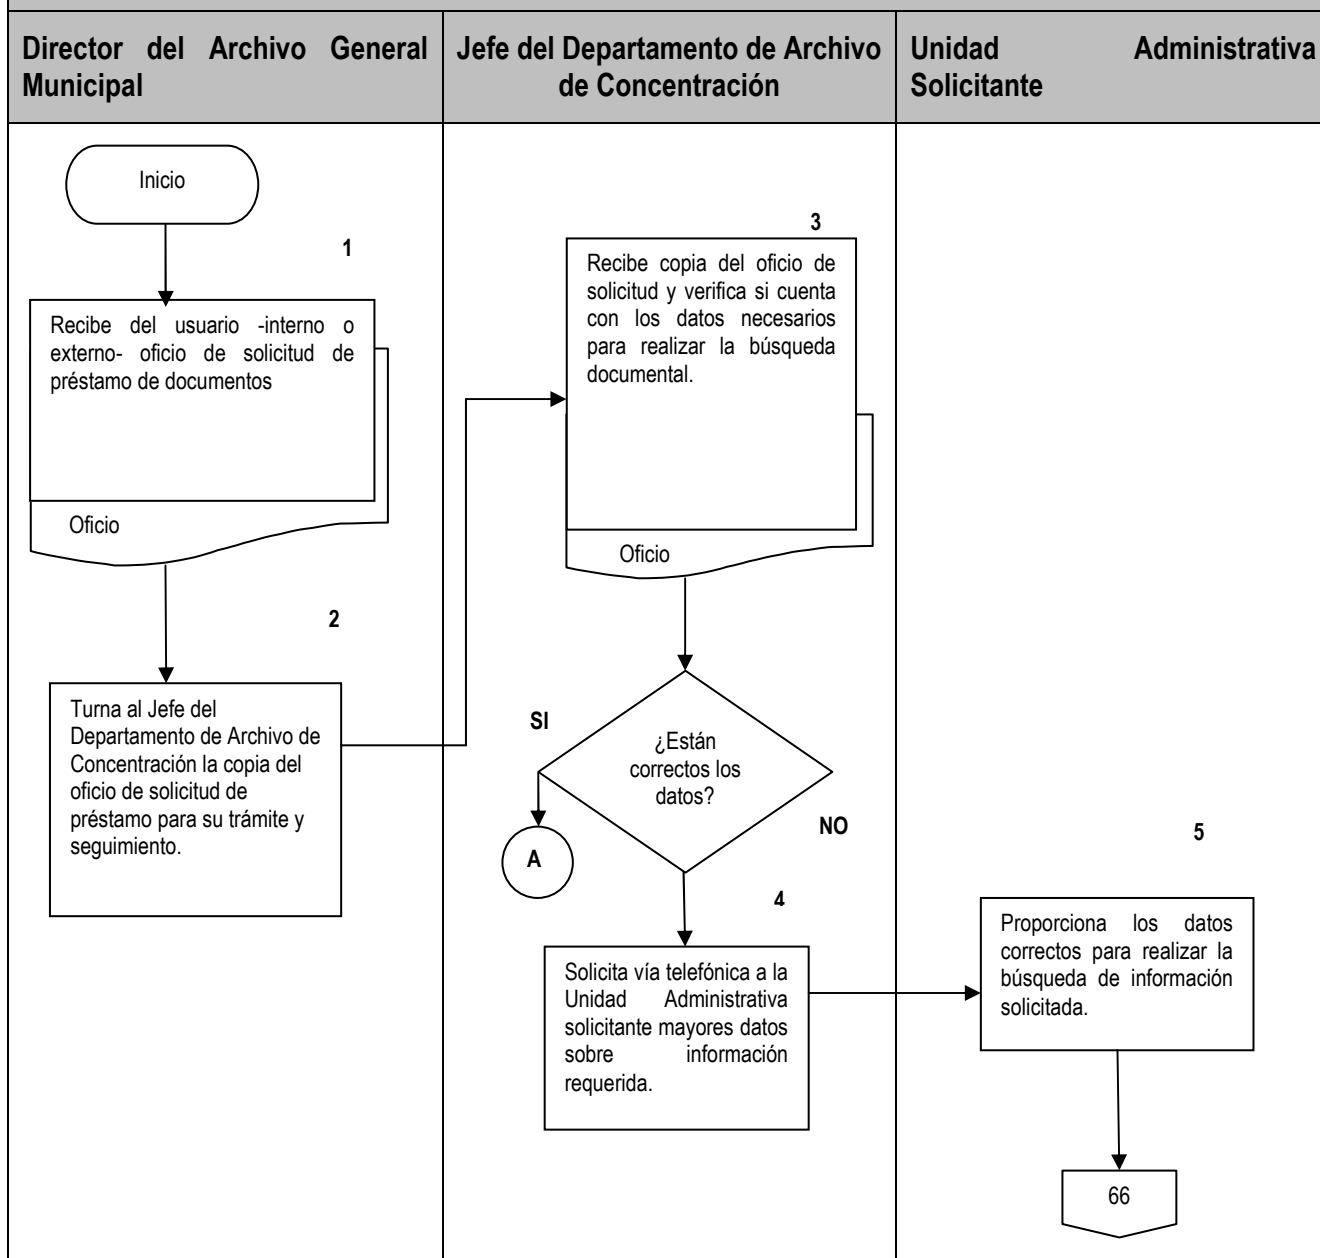 Director del Archivo General
Municipal
Jefe del Departamento de Archivo
de Concentración
Unidad Administrativa
Solicitante
Inicio
1
Recibe del usuario -interno o
externo- oficio de solicitud de
préstamo de documentos
Oficio
2
Turna al Jefe del
Departamento de Archivo de
Concentración la copia del
oficio de solicitud de
préstamo para su trámite y
seguimiento.
3
Recibe copia del oficio de
solicitud y verifica si cuenta
con los datos necesarios
para realizar la búsqueda
documental.
Oficio
SI
¿Están
correctos los
datos?
NO
A
4
Solicita vía telefónica a la
Unidad Administrativa
solicitante mayores datos
sobre información
requerida.
5
Proporciona los datos
correctos para realizar la
búsqueda de información
solicitada.
66